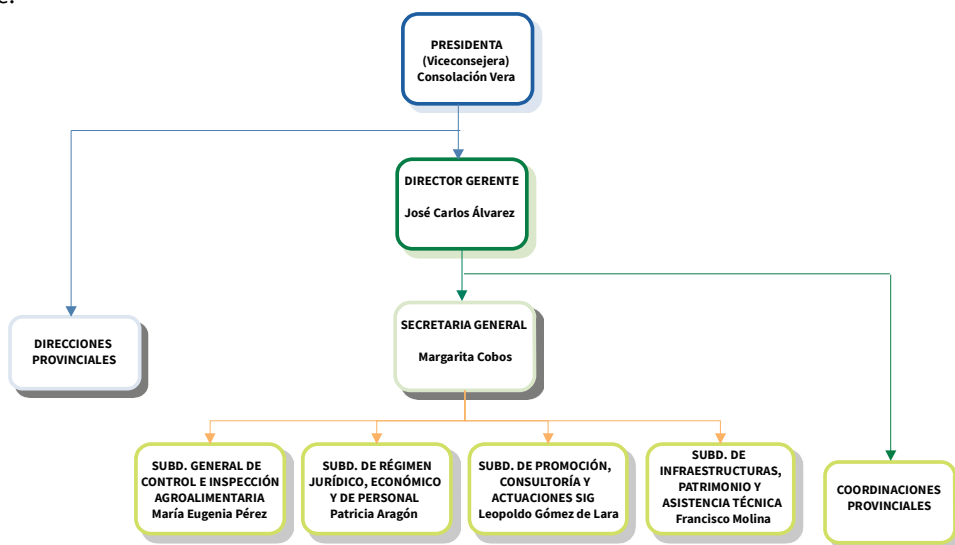 PRESIDENTA
(Viceconsejera)
Consolación Vera
DIRECTOR GERENTE
José Carlos Álvarez
SECRETARIA GENERAL
Margarita Cobos
DIRECCIONES
PROVINCIALES
SUBD. GENERAL DE
CONTROL E INSPECCIÓN
AGROALIMENTARIA
María Eugenia Pérez
SUBD. DE RÉGIMEN
JURÍDICO, ECONÓMICO
Y DE PERSONAL
Patricia Aragón
SUBD. DE PROMOCIÓN,
CONSULTORÍA Y
ACTUACIONES SIG
Leopoldo Gómez de Lara
SUBD. DE
INFRAESTRUCTURAS,
PATRIMONIO Y
ASISTENCIA TÉCNICA
Francisco Molina
COORDINACIONES
PROVINCIALES